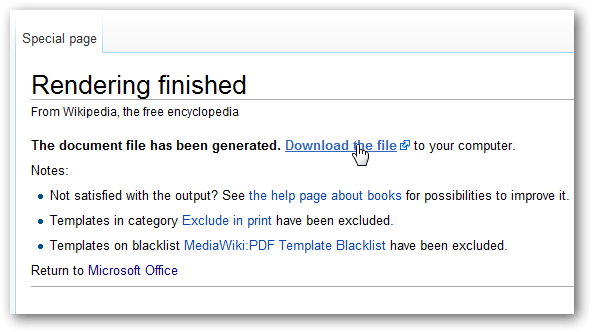 Special page
Rendering finished
From Wikipedia, the free encyclopedia
The document file has been generated. Download the file to your computer.
Notes:
Not satisfied with the output? See the help page about books for possibilities to improve it.
Templates in category Exclude in print have been excluded.
Templates on blacklist MediaWiki:PDF Template Blacklist have been excluded.
Return to Microsoft Office